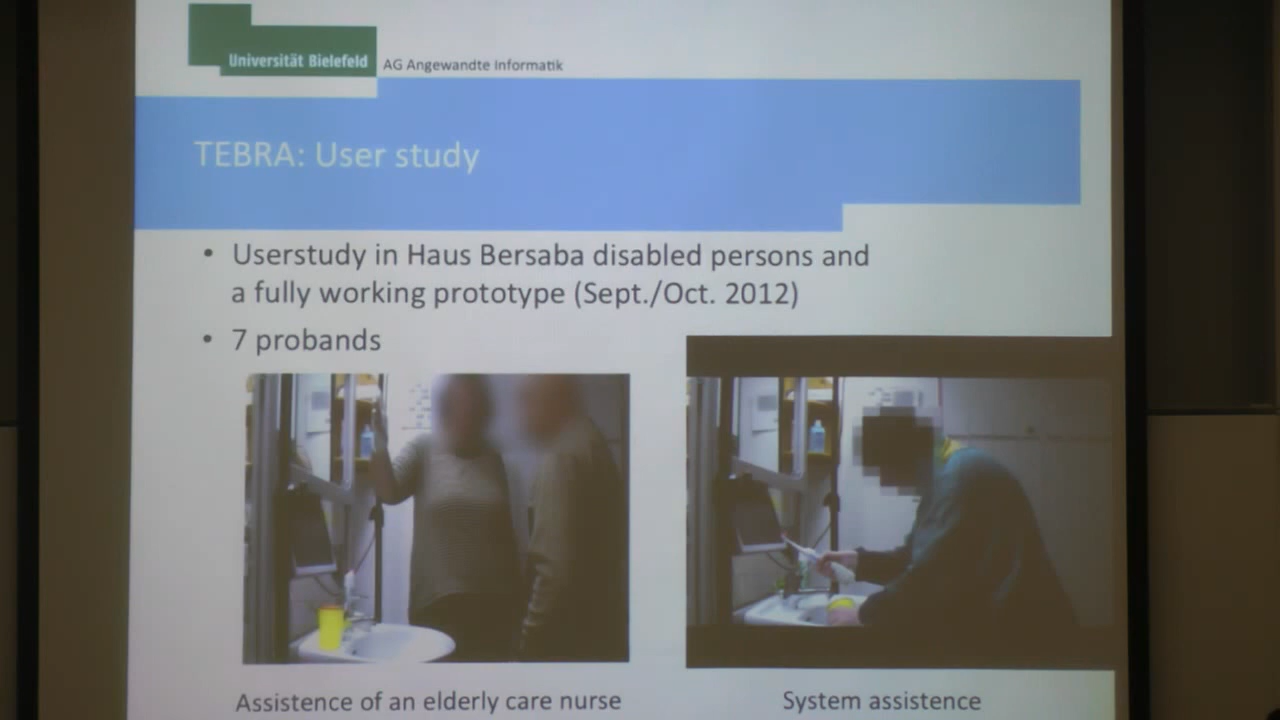 Universität Bielefeld AG Angewandte Informatik
TEBRA: User study
• Userstudy in Haus Bersaba disabled persons and
a fully working prototype (Sept./Oct. 2012)
• 7 probands
Assistence of an elderly care nurse
System assistence